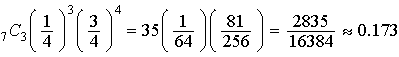 ₇C₃(1/4)³(3/4)⁴ = 35(1/64)(81/256) = 2835/16384 ≈ 0.173